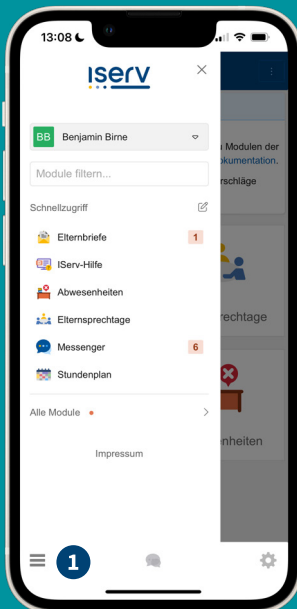 13:08
IServ
BB Benjamin Birne
Module filtern...
Schnellzugriff
Elternbriefe 1
IServ-Hilfe
Abwesenheiten
Elternsprechtage
Messenger 6
Stundenplan
Alle Module
Impressum
Modulen der
okumentation.
rschläge
rechtage
nheiten
1